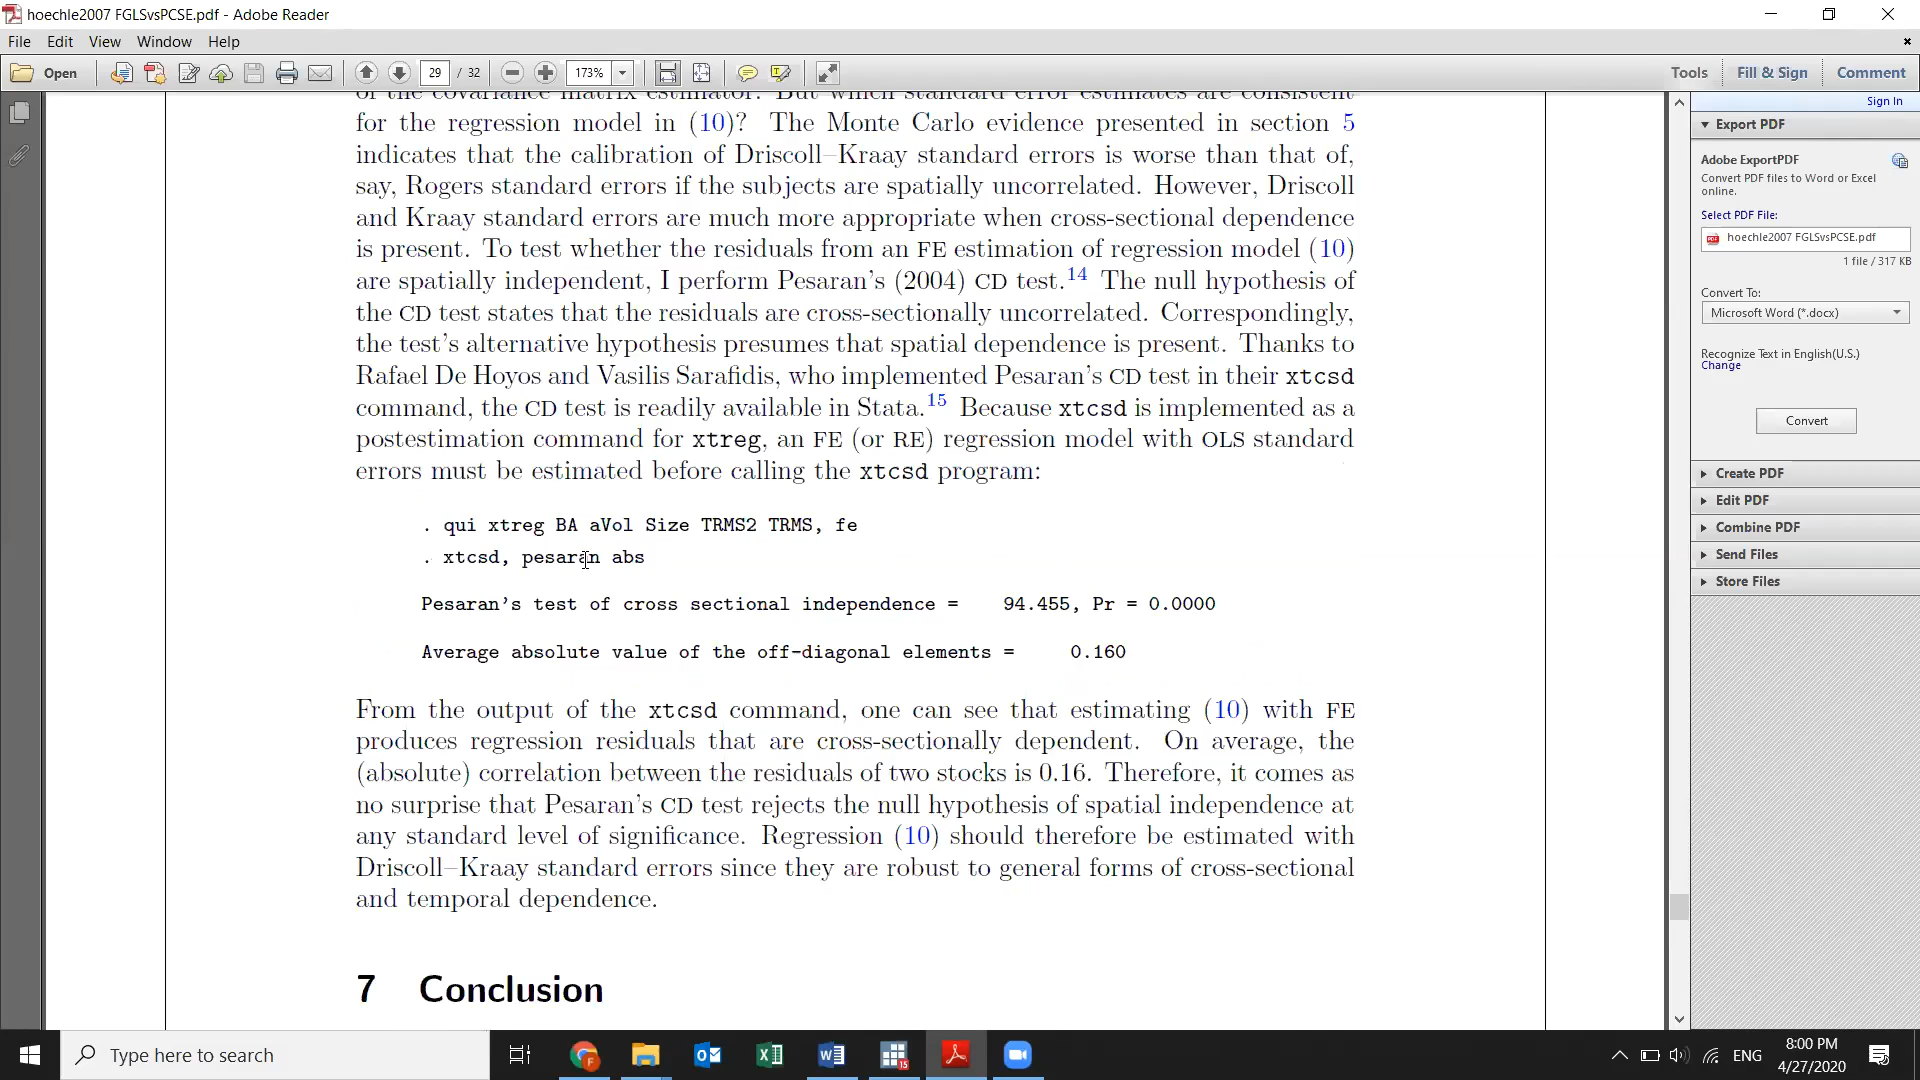 hoechle2007 FGLSvsPCSE.pdf - Adobe Reader
File Edit View Window Help
Open 29 / 32 173% Tools Fill & Sign Comment
Sign In
of the covariance matrix estimator. But which standard error estimates are consistent
for the regression model in (10)? The Monte Carlo evidence presented in section 5
indicates that the calibration of Driscoll–Kraay standard errors is worse than that of,
say, Rogers standard errors if the subjects are spatially uncorrelated. However, Driscoll
and Kraay standard errors are much more appropriate when cross-sectional dependence
is present. To test whether the residuals from an FE estimation of regression model (10)
are spatially independent, I perform Pesaran's (2004) CD test.14 The null hypothesis of
the CD test states that the residuals are cross-sectionally uncorrelated. Correspondingly,
the test's alternative hypothesis presumes that spatial dependence is present. Thanks to
Rafael De Hoyos and Vasilis Sarafidis, who implemented Pesaran's CD test in their xtcsd
command, the CD test is readily available in Stata.15 Because xtcsd is implemented as a
postestimation command for xtreg, an FE (or RE) regression model with OLS standard
errors must be estimated before calling the xtcsd program:
. qui xtreg BA aVol Size TRMS2 TRMS, fe
. xtcsd, pesaran abs
Pesaran's test of cross sectional independence = 94.455, Pr = 0.0000
Average absolute value of the off-diagonal elements = 0.160
From the output of the xtcsd command, one can see that estimating (10) with FE
produces regression residuals that are cross-sectionally dependent. On average, the
(absolute) correlation between the residuals of two stocks is 0.16. Therefore, it comes as
no surprise that Pesaran's CD test rejects the null hypothesis of spatial independence at
any standard level of significance. Regression (10) should therefore be estimated with
Driscoll–Kraay standard errors since they are robust to general forms of cross-sectional
and temporal dependence.
7 Conclusion
Export PDF
Adobe ExportPDF
Convert PDF files to Word or Excel
online.
Select PDF File:
hoechle2007 FGLSvsPCSE.pdf
1 file / 317 KB
Convert To:
Microsoft Word (*.docx)
Recognize Text in English(U.S.)
Change
Convert
Create PDF
Edit PDF
Combine PDF
Send Files
Store Files
Type here to search
15
ENG
8:00 PM
4/27/2020